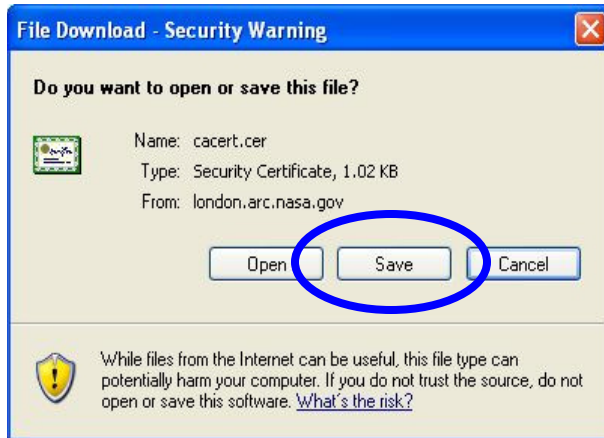 File Download - Security Warning
Do you want to open or save this file?
Name: cacert.cer
Type: Security Certificate, 1.02 KB
From: london.arc.nasa.gov
Open Save Cancel
While files from the Internet can be useful, this file type can
potentially harm your computer. If you do not trust the source, do not
open or save this software. What's the risk?